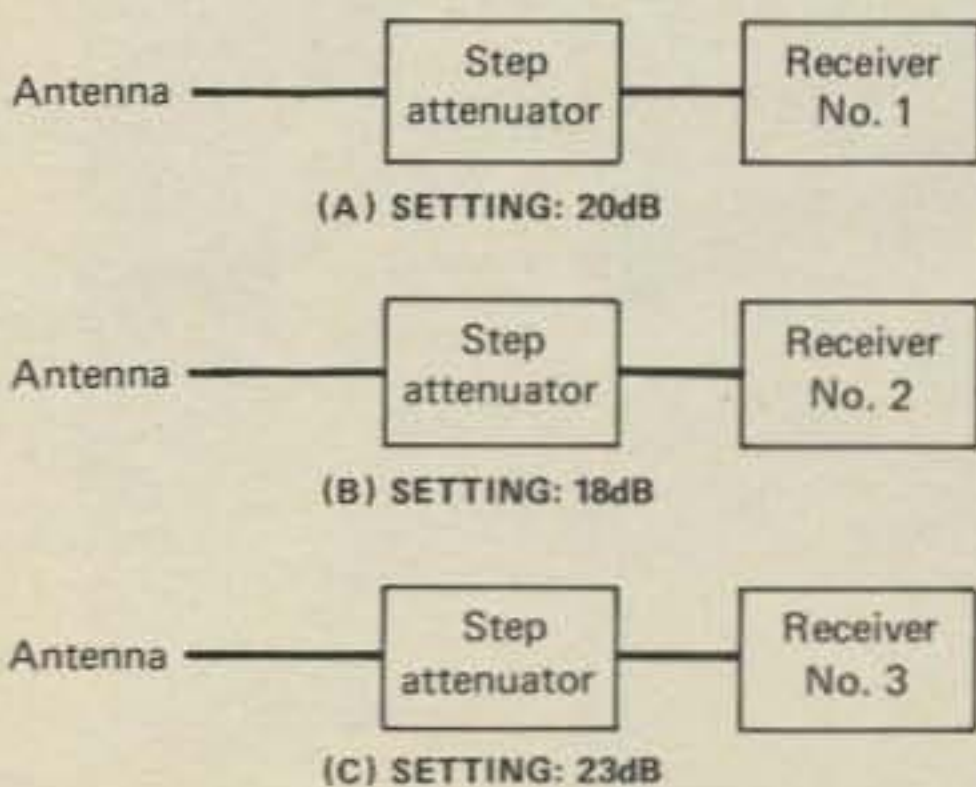 Antenna
Step
attenuator
Receiver
No. 1
(A) SETTING: 20dB
Antenna
Step
attenuator
Receiver
No. 2
(B) SETTING: 18dB
Antenna
Step
attenuator
Receiver
No. 3
(C) SETTING: 23dB